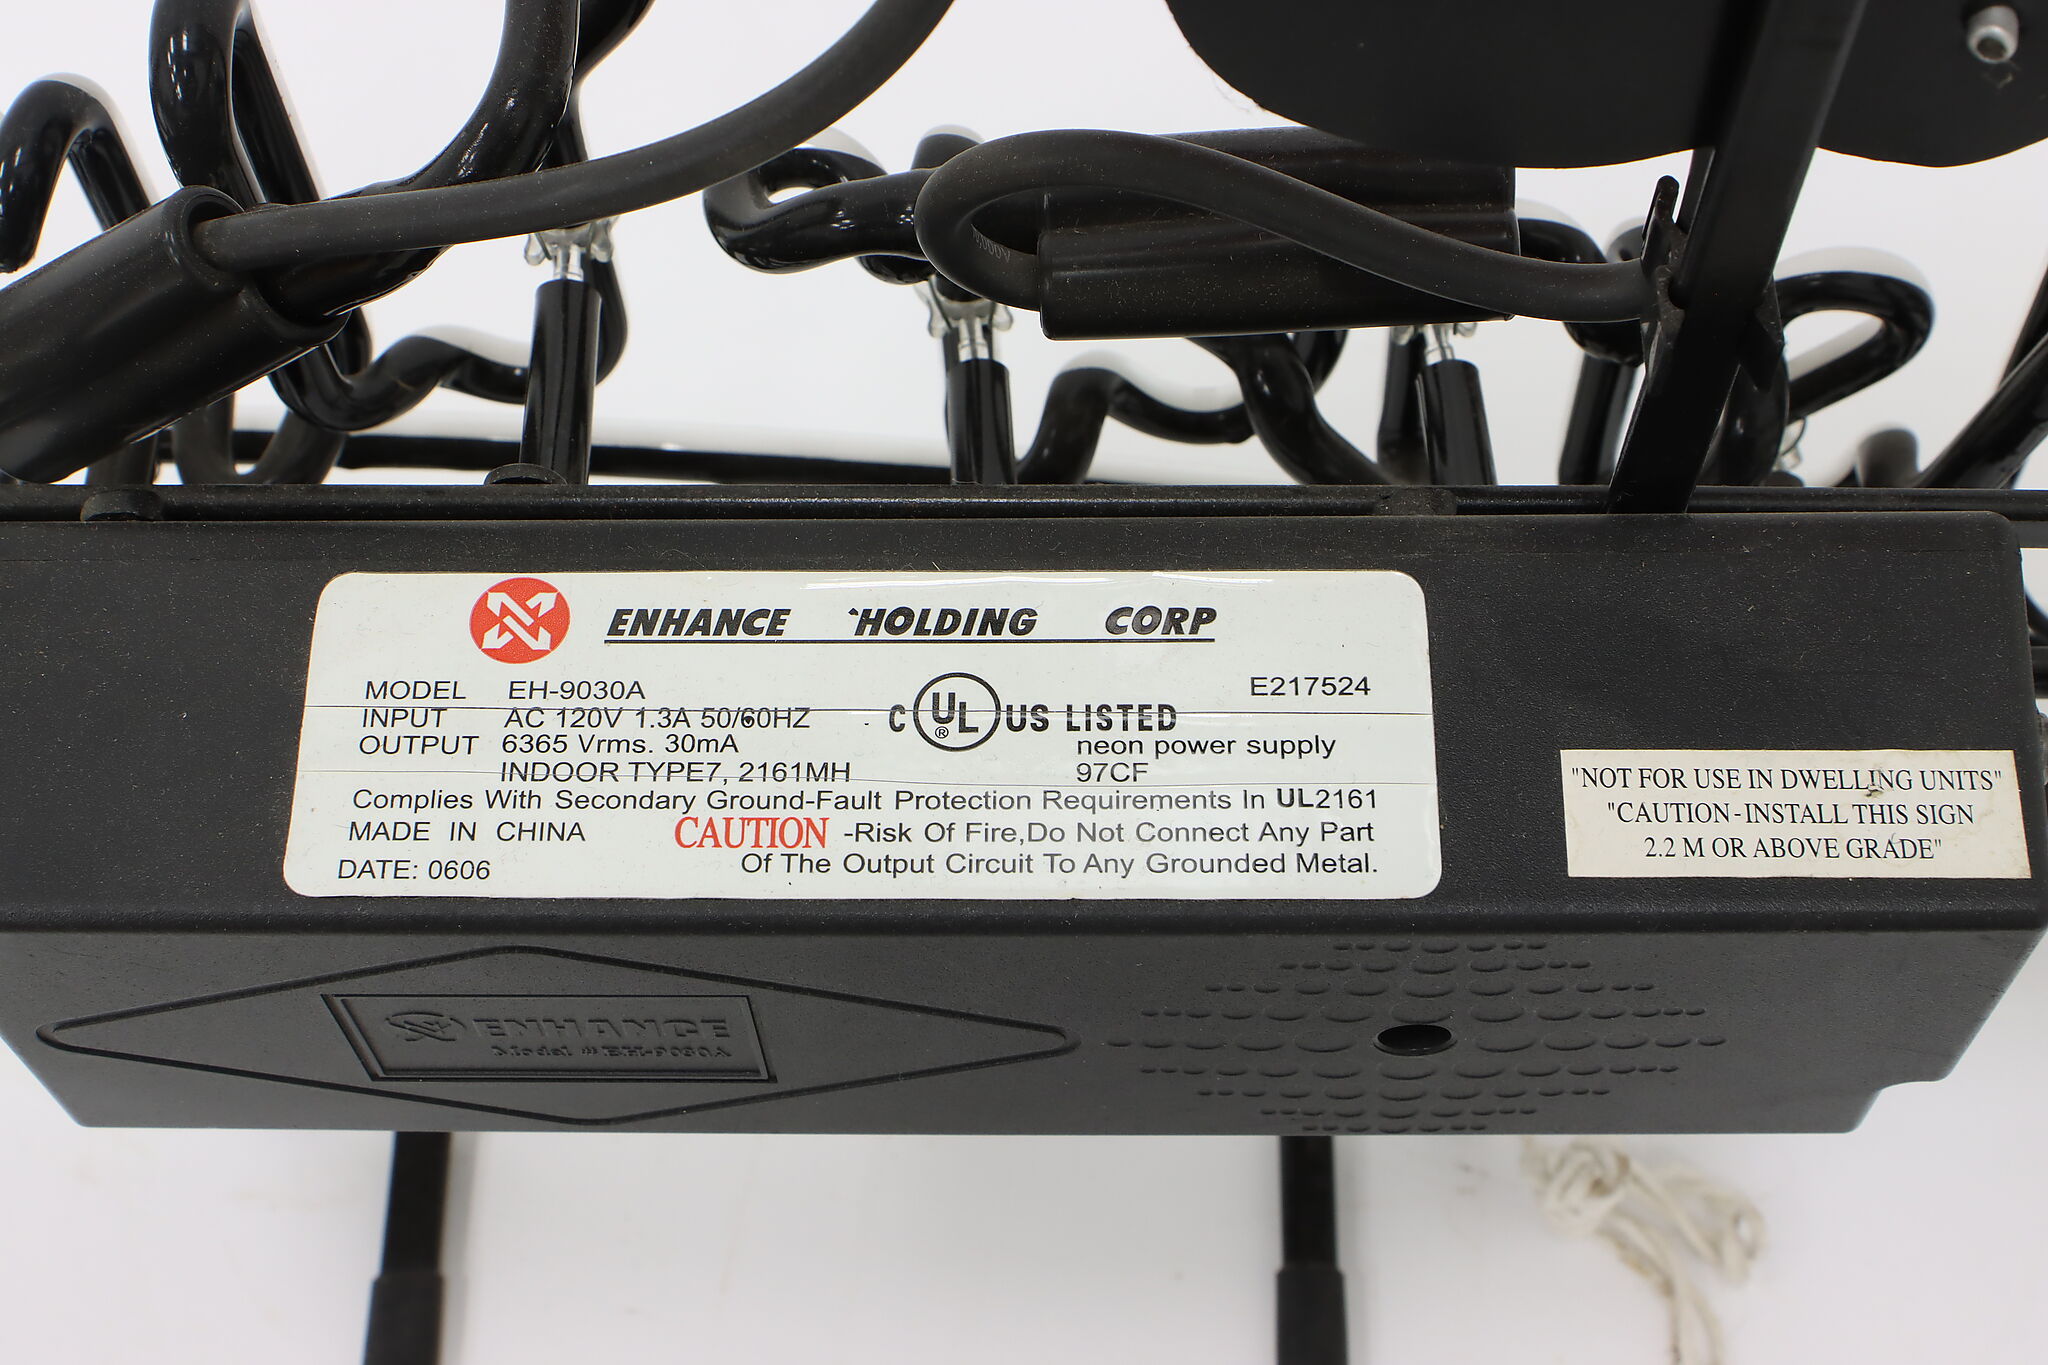 ENHANCE HOLDING CORP
MODEL EH-9030A
E217524
INPUT AC 120V 1.3A 50/60HZ
C UL® US LISTED
OUTPUT 6365 Vrms. 30mA
neon power supply
INDOOR TYPE7, 2161MH
97CF
Complies With Secondary Ground-Fault Protection Requirements In UL2161
MADE IN CHINA
CAUTION -Risk Of Fire,Do Not Connect Any Part
Of The Output Circuit To Any Grounded Metal.
DATE: 0606
"NOT FOR USE IN DWELLING UNITS"
"CAUTION-INSTALL THIS SIGN
2.2 M OR ABOVE GRADE"
ENHANCE
Model #EH-9030A